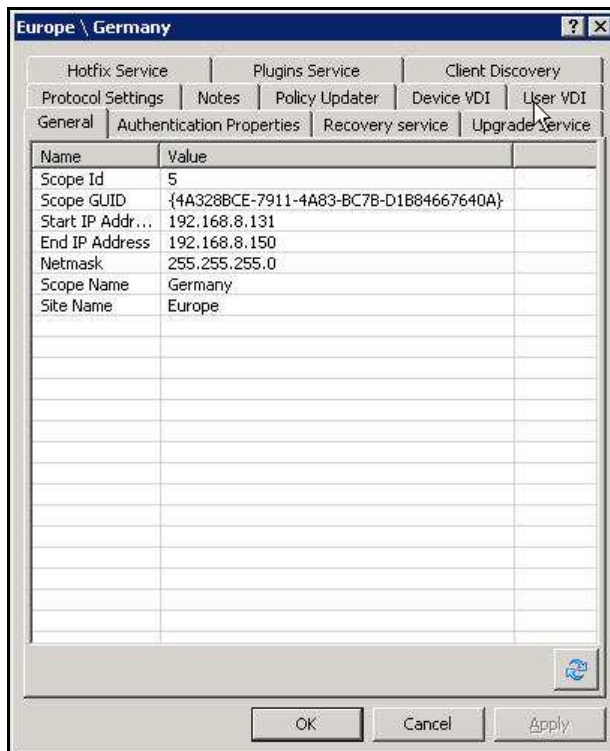 Europe \ Germany
Hotfix Service Plugins Service Client Discovery
Protocol Settings Notes Policy Updater Device VDI User VDI
General Authentication Properties Recovery service Upgrade Service
Name Value
Scope Id 5
Scope GUID {4A328BCE-7911-4A83-BC7B-D1B84667640A}
Start IP Addr... 192.168.8.131
End IP Address 192.168.8.150
Netmask 255.255.255.0
Scope Name Germany
Site Name Europe
OK Cancel Apply